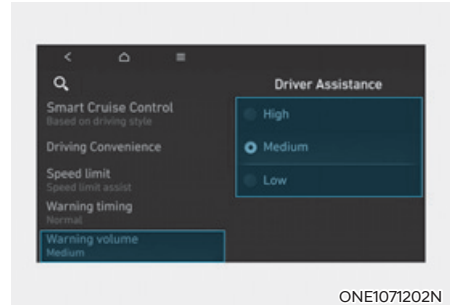 Driver Assistance
Smart Cruise Control
Based on driving style
Driving Convenience
Speed limit
Speed limit assist
Warning timing
Normal
Warning volume
Medium
High
Medium
Low
ONE1071202N